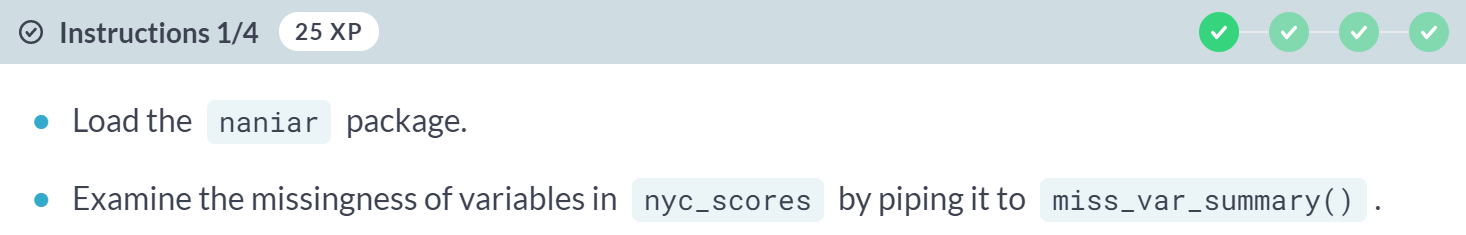 Instructions 1/4 25 XP
Load the naniar package.
Examine the missingness of variables in nyc_scores by piping it to miss_var_summary() .